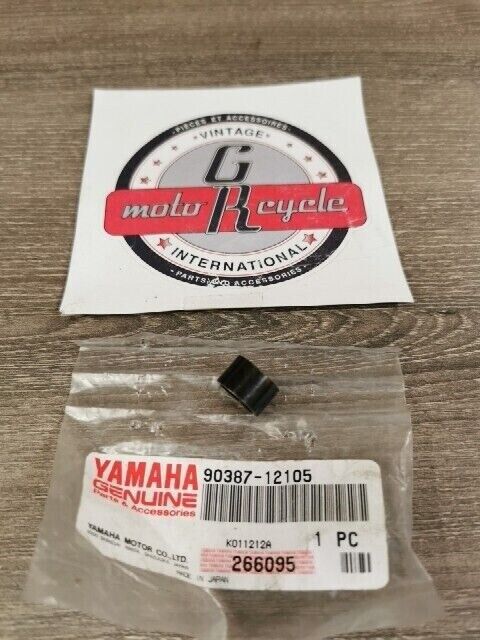 • PIECES ET ACCESSOIRES •
VINTAGE
GK
moto cycle
INTERNATIONAL
• PARTS AND ACCESSORIES •
YAMAHA 90387-12105
GENUINE
Parts & Accessories
YAMAHA MOTOR CO.,LTD.
K011212A 1 PC
266095
MADE IN JAPAN